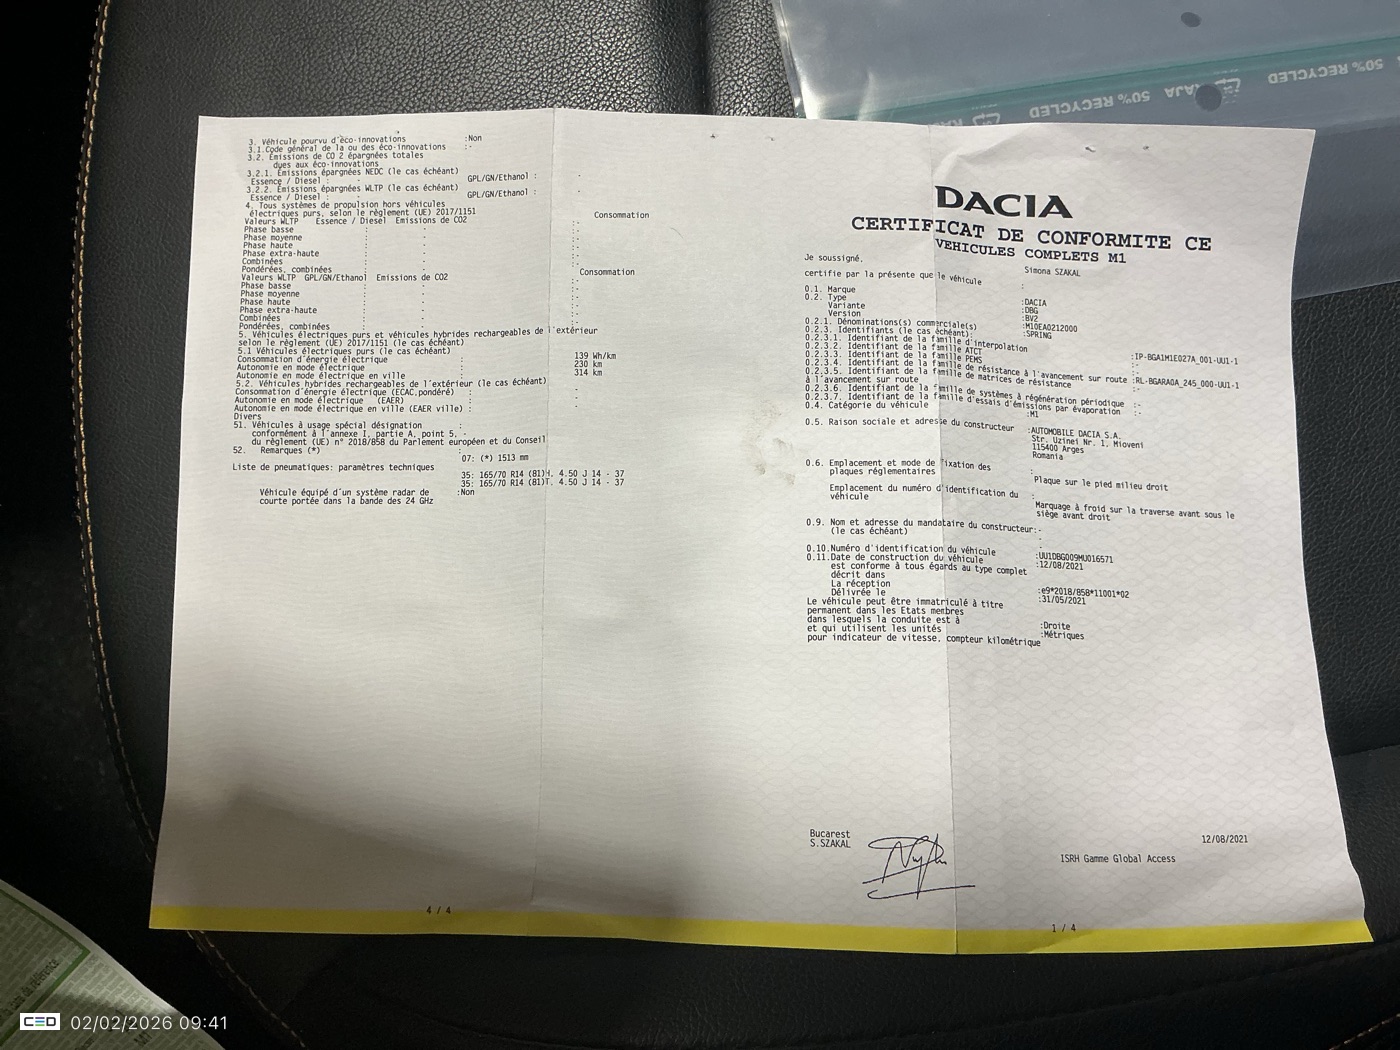 50% RECYCLED
RAJA
50% RECYCLED
3. Véhicule pourvu d'éco-innovations :Non
3.1.Code général de la ou des éco-innovations :-
3.2. Emissions de CO 2 épargnées totales
dues aux éco-innovations
3.2.1. Emissions épargnées NEDC (le cas échéant)
Essence / Diesel : - GPL/GN/Ethanol : -
3.2.2. Emissions épargnées WLTP (le cas échéant)
Essence / Diesel : - GPL/GN/Ethanol : -
4. Tous systèmes de propulsion hors véhicules
électriques purs, selon le règlement (UE) 2017/1151
Valeurs WLTP Essence / Diesel Emissions de CO2 Consommation
Phase basse : - :-
Phase moyenne : - :-
Phase haute : - :-
Phase extra-haute : - :-
Combinées : - :-
Pondérées, combinées : - :-
Valeurs WLTP GPL/GN/Ethanol Emissions de CO2 Consommation
Phase basse : - :-
Phase moyenne : - :-
Phase haute : - :-
Phase extra-haute : - :-
Combinées : - :-
Pondérées, combinées : - :-
5. Véhicules électriques purs et véhicules hybrides rechargeables de l'extérieur
selon le règlement (UE) 2017/1151 (le cas échéant)
5.1 Véhicules électriques purs (le cas échéant)
Consommation d'énergie électrique : 139 Wh/km
Autonomie en mode électrique : 230 km
Autonomie en mode électrique en ville : 314 km
5.2. Véhicules hybrides rechargeables de l'extérieur (le cas échéant)
Consommation d'énergie électrique (ECAC,pondéré) : -
Autonomie en mode électrique (EAER) : -
Autonomie en mode électrique en ville (EAER ville) : -
Divers
51. Véhicules à usage spécial désignation :
conformément à l'annexe I, partie A, point 5, -
du règlement (UE) n° 2018/858 du Parlement européen et du Conseil
52. Remarques (*) :
07: (*) 1513 mm
Liste de pneumatiques: paramètres techniques
35: 165/70 R14 (81)H. 4.50 J 14 - 37
35: 165/70 R14 (81)T. 4.50 J 14 - 37
Véhicule équipé d'un système radar de :Non
courte portée dans la bande des 24 GHz
4 / 4
DACIA
CERTIFICAT DE CONFORMITE CE
VEHICULES COMPLETS M1
Je soussigné, Simona SZAKAL
certifie par la présente que le véhicule :
0.1. Marque :DACIA
0.2. Type :DBG
Variante :BV2
Version :M10EA0212000
0.2.1. Dénominations(s) commerciale(s) :SPRING
0.2.3. Identifiants (le cas échéant):
0.2.3.1. Identifiant de la famille d'interpolation :IP-BGA1M1E027A_001-UU1-1
0.2.3.2. Identifiant de la famille ATCT :-
0.2.3.3. Identifiant de la famille PEMS :-
0.2.3.4. Identifiant de la famille de résistance à l'avancement sur route :RL-BGARA0A_245_000-UU1-1
0.2.3.5. Identifiant de la famille de matrices de résistance :-
à l'avancement sur route
0.2.3.6. Identifiant de la famille de systèmes à régénération périodique :-
0.2.3.7. Identifiant de la famille d'essais d'émissions par évaporation :-
0.4. Catégorie du véhicule :M1
0.5. Raison sociale et adresse du constructeur :AUTOMOBILE DACIA S.A.
Str. Uzinei Nr. 1, Mioveni
115400 Arges
Romania
0.6. Emplacement et mode de fixation des :
plaques réglementaires Plaque sur le pied milieu droit
Emplacement du numéro d'identification du :
véhicule Marquage à froid sur la traverse avant sous le
siège avant droit
0.9. Nom et adresse du mandataire du constructeur:-
(le cas échéant) -
0.10.Numéro d'identification du véhicule :UU1DBG009MU016571
0.11.Date de construction du véhicule :12/08/2021
est conforme à tous égards au type complet
décrit dans
La réception :e9*2018/858*11001*02
Délivrée le :31/05/2021
Le véhicule peut être immatriculé à titre
permanent dans les Etats membres
dans lesquels la conduite est à :Droite
et qui utilisent les unités :Métriques
pour indicateur de vitesse, compteur kilométrique
Bucarest
S.SZAKAL
12/08/2021
ISRH Gamme Global Access
1 / 4
CED 02/02/2026 09:41